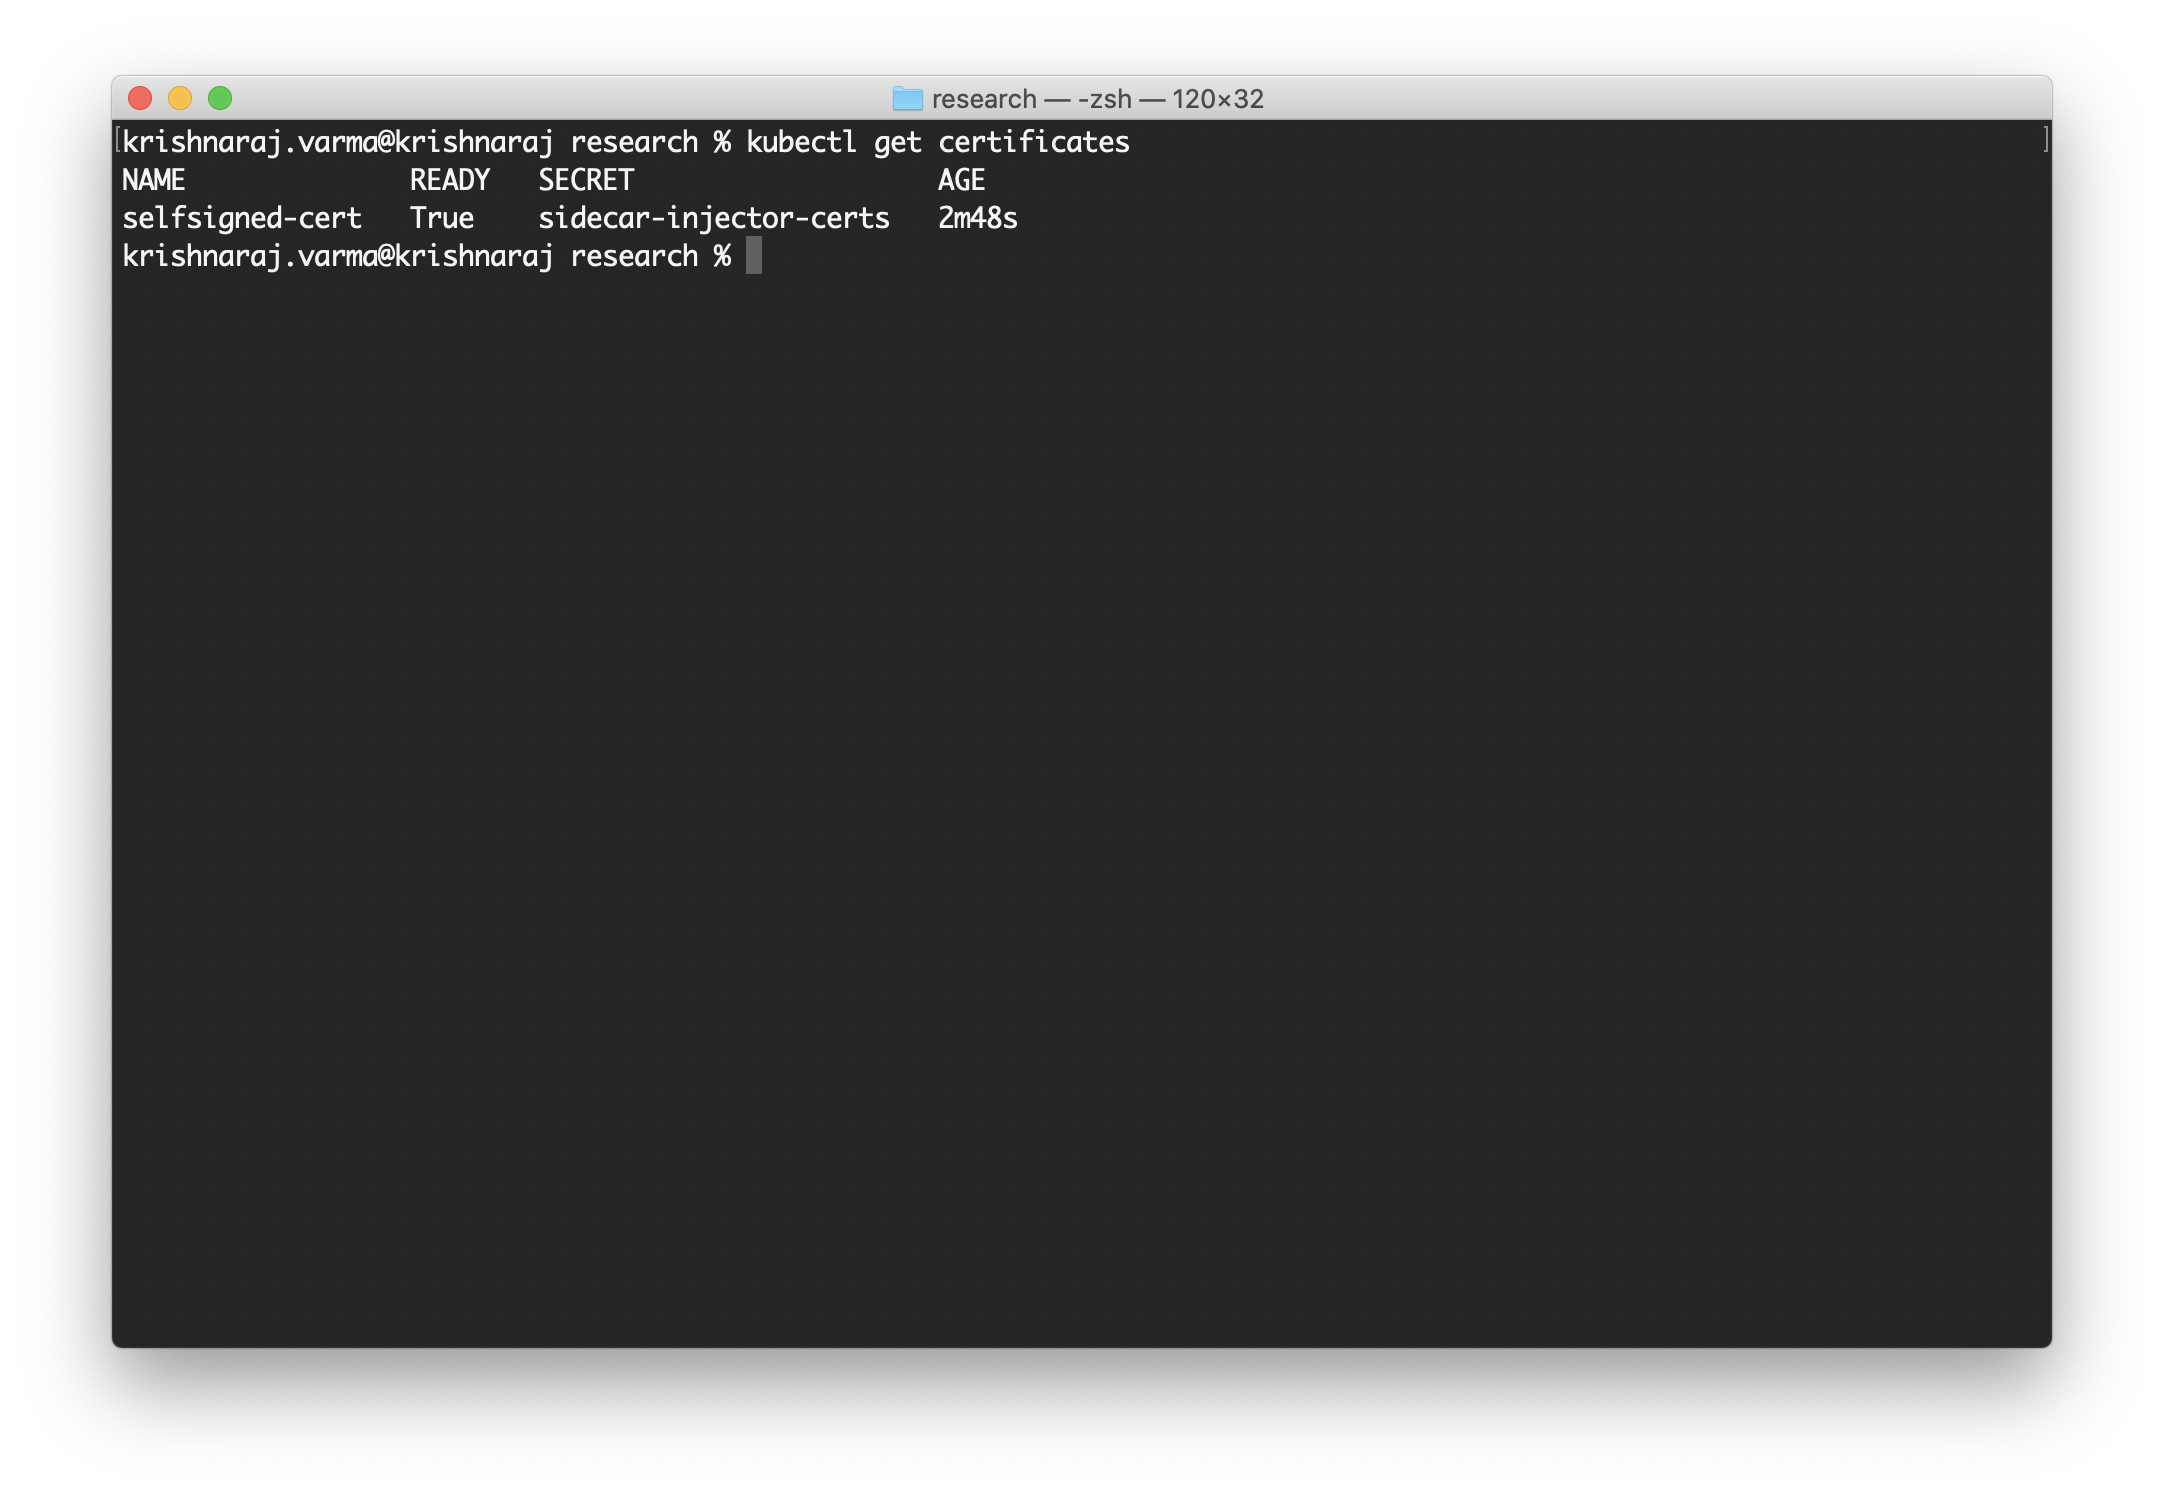 research — -zsh — 120×32
krishnaraj.varma@krishnaraj research % kubectl get certificates
NAME              READY   SECRET                   AGE
selfsigned-cert   True    sidecar-injector-certs   2m48s
krishnaraj.varma@krishnaraj research %